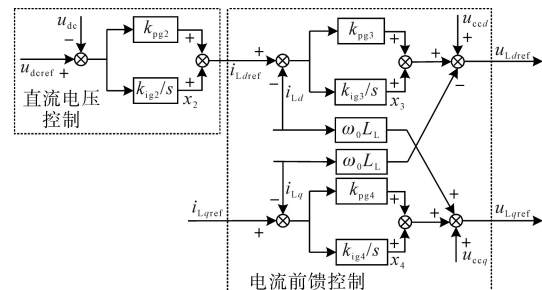 u_dc
−
u_dcref
+
k_pg2
k_ig2/s
+
+
x_2
直流电压
控制
i_Ldref
+
−
i_Ld
k_pg3
k_ig3/s
+
+
x_3
+
u_ccd
+
−
u_Ldref
ω_0L_L
ω_0L_L
i_Lq
−
i_Lqref
+
k_pg4
k_ig4/s
+
+
x_4
+
+
+
u_ccq
u_Lqref
电流前馈控制